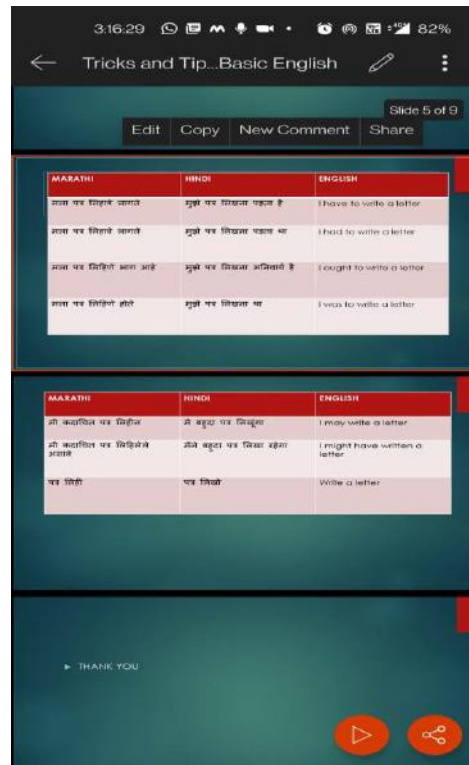 3:16:29 82%
Tricks and Tip...Basic English
Slide 5 of 9
Edit Copy New Comment Share
MARATHI HINDI ENGLISH
मला पत्र लिहावे लागते मुझे पत्र लिखना पड़ता है I have to write a letter
मला पत्र लिहावे लागले मुझे पत्र लिखना पड़ा था I had to write a letter
मला पत्र लिहिणे भाग आहे मुझे पत्र लिखना अनिवार्य है I ought to write a letter
मला पत्र लिहिणे होते मुझे पत्र लिखना था I was to write a letter
MARATHI HINDI ENGLISH
मी कदाचित पत्र लिहीन मै बहुदा पत्र लिखूंगा I may write a letter
मी कदाचित पत्र लिहिलेले मैंने बहुदा पत्र लिखा रहेगा I might have written a
असावे letter
पत्र लिही पत्र लिखो Write a letter
THANK YOU